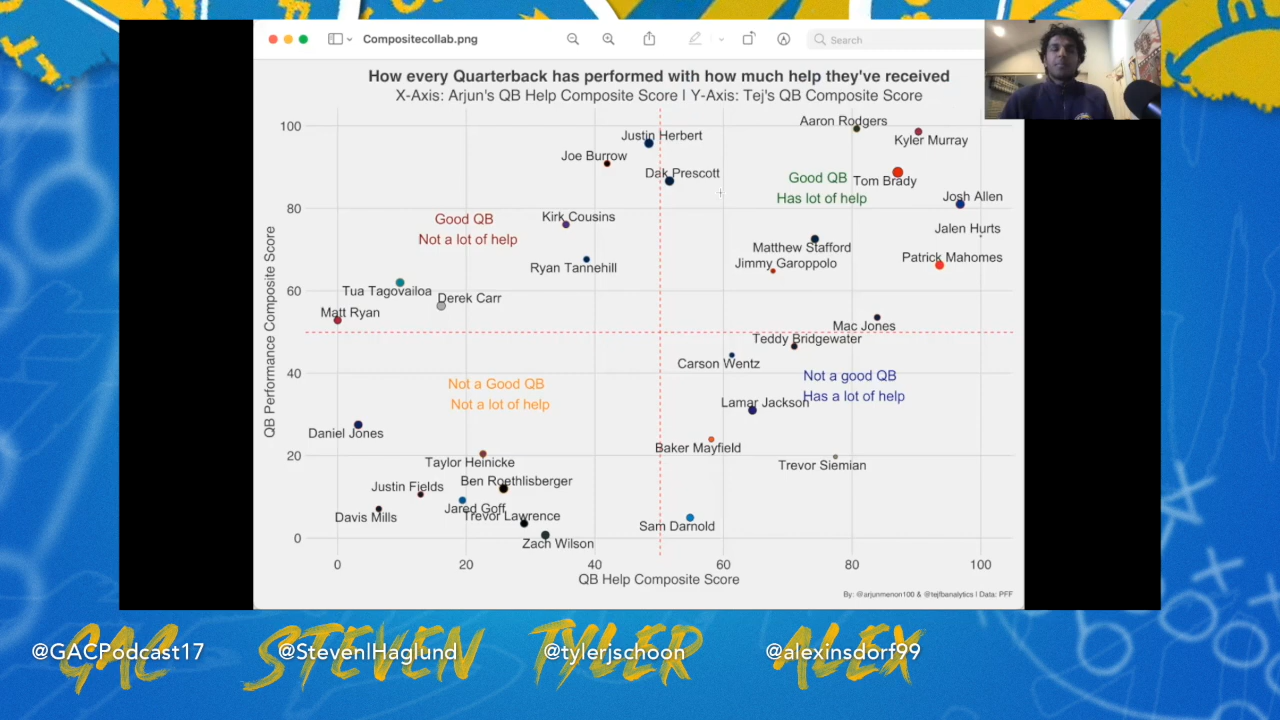 Compositecollab.png
Search
How every Quarterback has performed with how much help they've received
X-Axis: Arjun's QB Help Composite Score | Y-Axis: Tej's QB Composite Score
100
80
60
40
20
0
QB Performance Composite Score
Aaron Rodgers
Justin Herbert
Kyler Murray
Joe Burrow
Dak Prescott
Good QB
Has lot of help
Tom Brady
Josh Allen
Good QB
Not a lot of help
Kirk Cousins
Jalen Hurts
Matthew Stafford
Patrick Mahomes
Ryan Tannehill
Jimmy Garoppolo
Tua Tagovailoa
Derek Carr
Matt Ryan
Mac Jones
Teddy Bridgewater
Carson Wentz
Not a Good QB
Not a lot of help
Not a good QB
Has a lot of help
Lamar Jackson
Daniel Jones
Baker Mayfield
Taylor Heinicke
Trevor Siemian
Ben Roethlisberger
Justin Fields
Jared Goff
Davis Mills
Trevor Lawrence
Sam Darnold
Zach Wilson
0 20 40 60 80 100
QB Help Composite Score
By: @arjunmenon100 & @tejfbanalytics | Data: PFF
GAC STEVEN TYLER ALEX
@GACPodcast17 @StevenIHaglund @tylerjschoon @alexinsdorf99